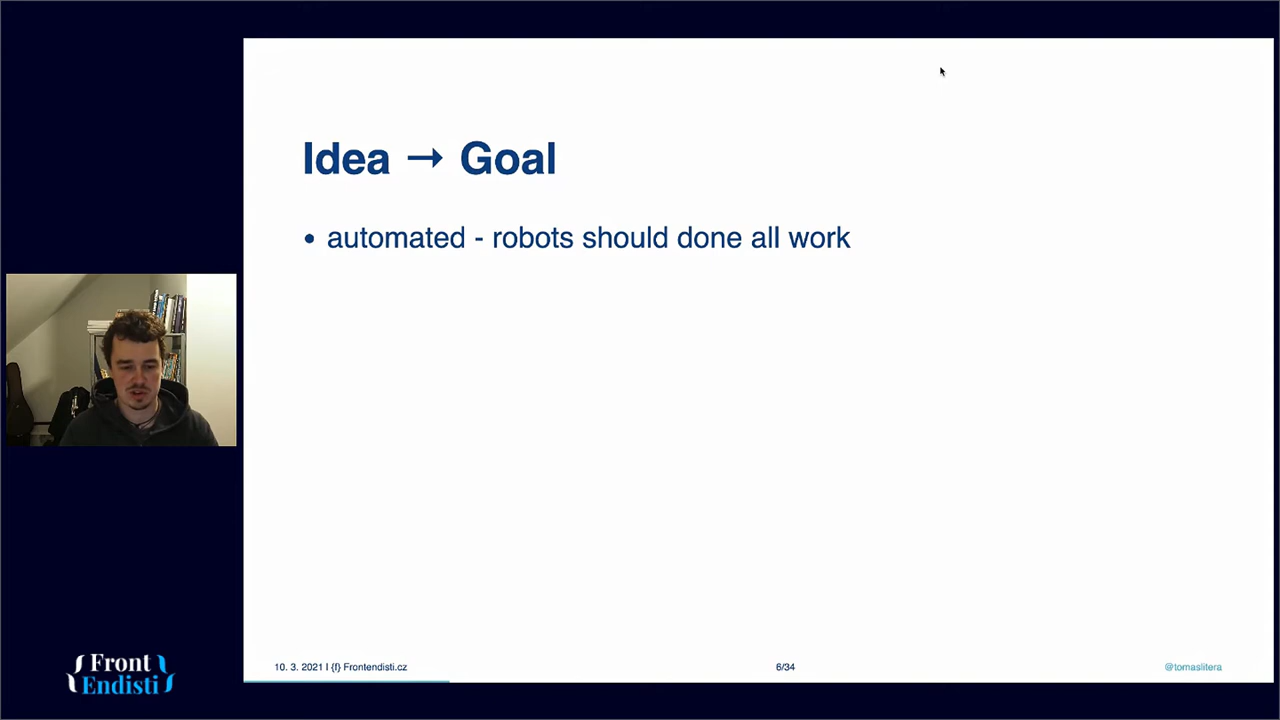 Idea → Goal
• automated - robots should done all work
10. 3. 2021 | {f} Frontendisti.cz
6/34
@tomaslitera
{Front
Endisti}